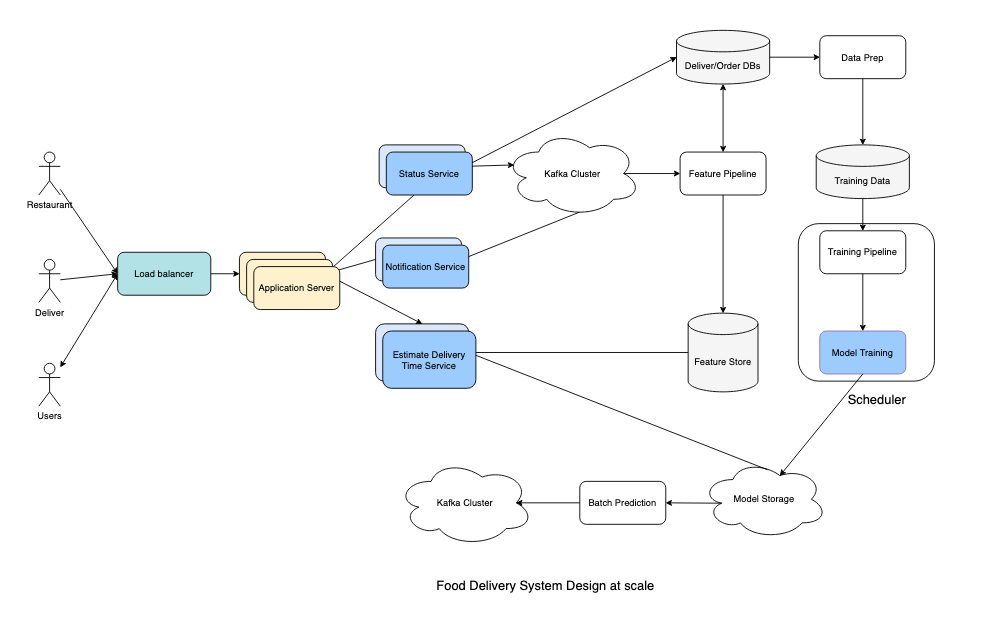 Deliver/Order DBs
Data Prep
Restaurant
Status Service
Kafka Cluster
Feature Pipeline
Training Data
Load balancer
Application Server
Notification Service
Training Pipeline
Deliver
Estimate Delivery
Time Service
Feature Store
Model Training
Users
Scheduler
Kafka Cluster
Batch Prediction
Model Storage
Food Delivery System Design at scale